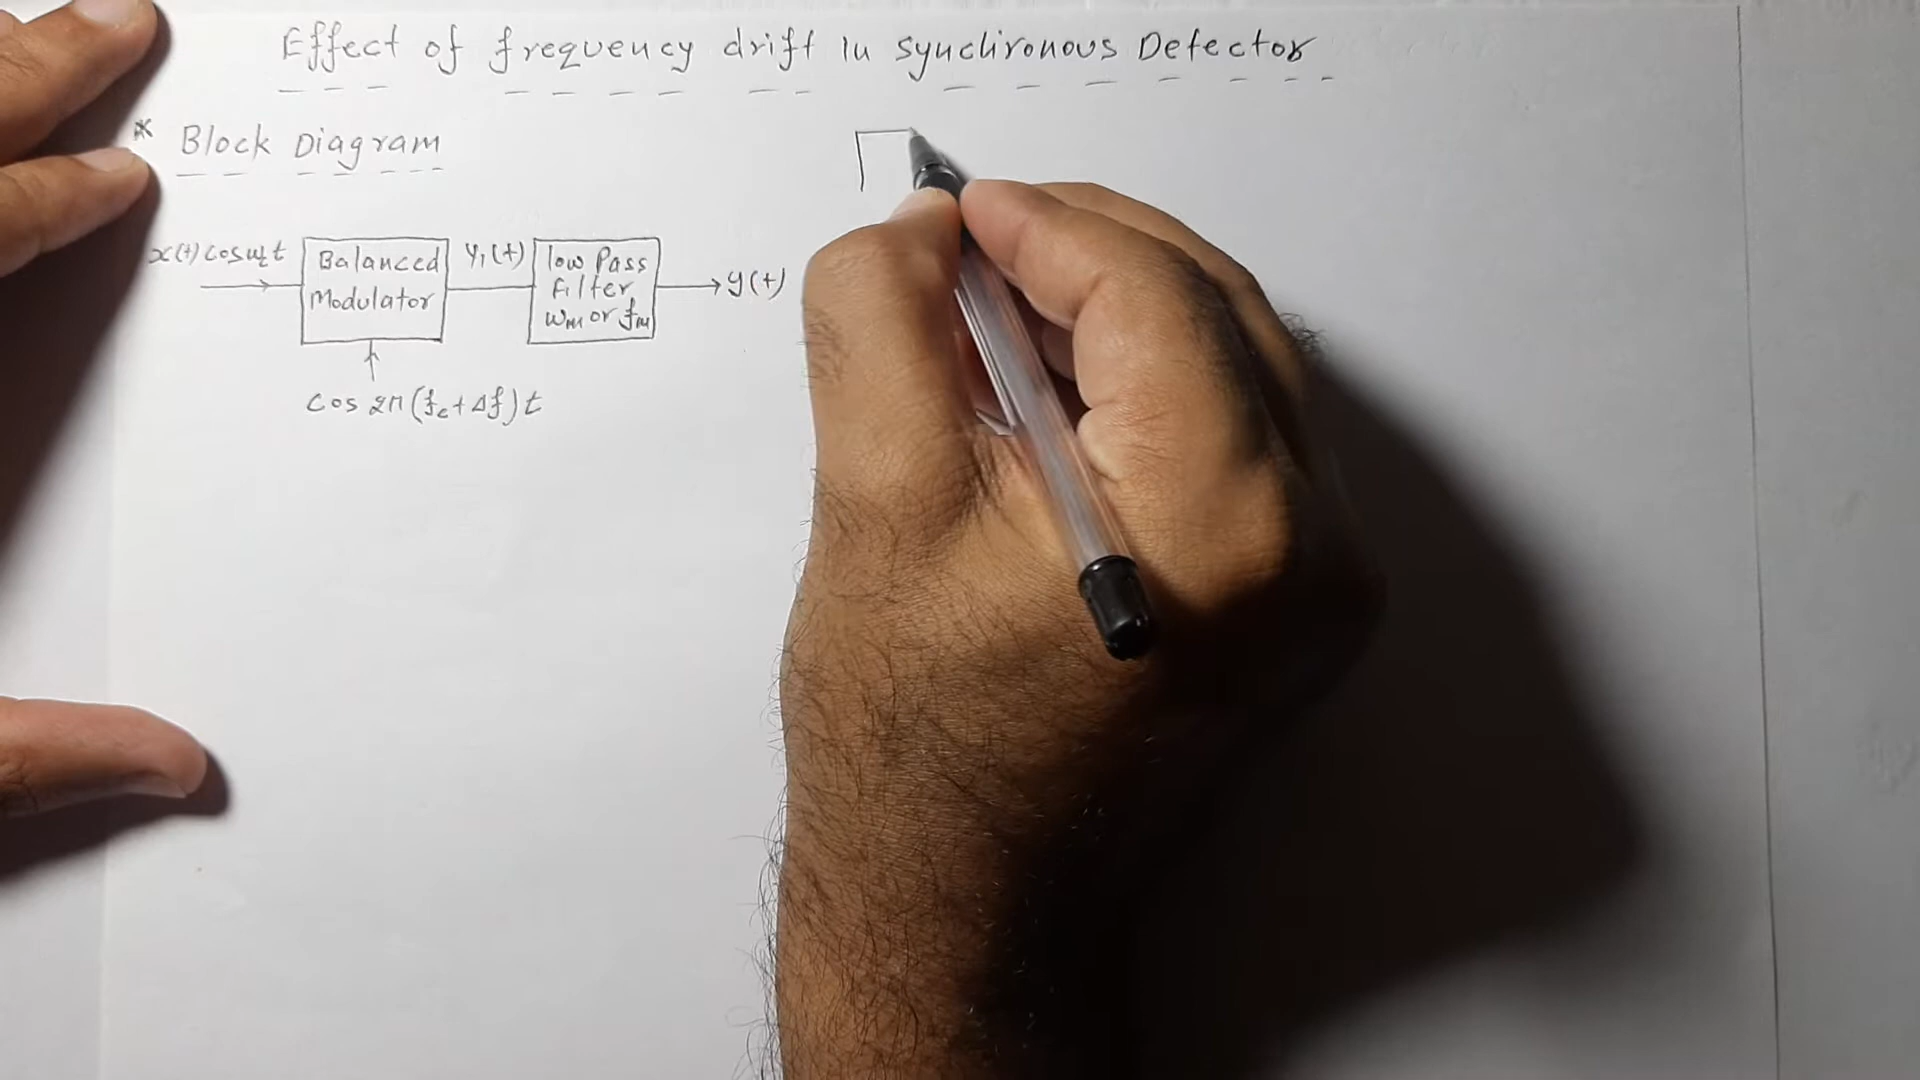 Effect of frequency drift in synchronous Detector
* Block Diagram
x(t) cosωct
Balanced
Modulator
y₁(t)
low Pass
filter
ωm or fm
y(t)
cos 2π(fc+Δf)t